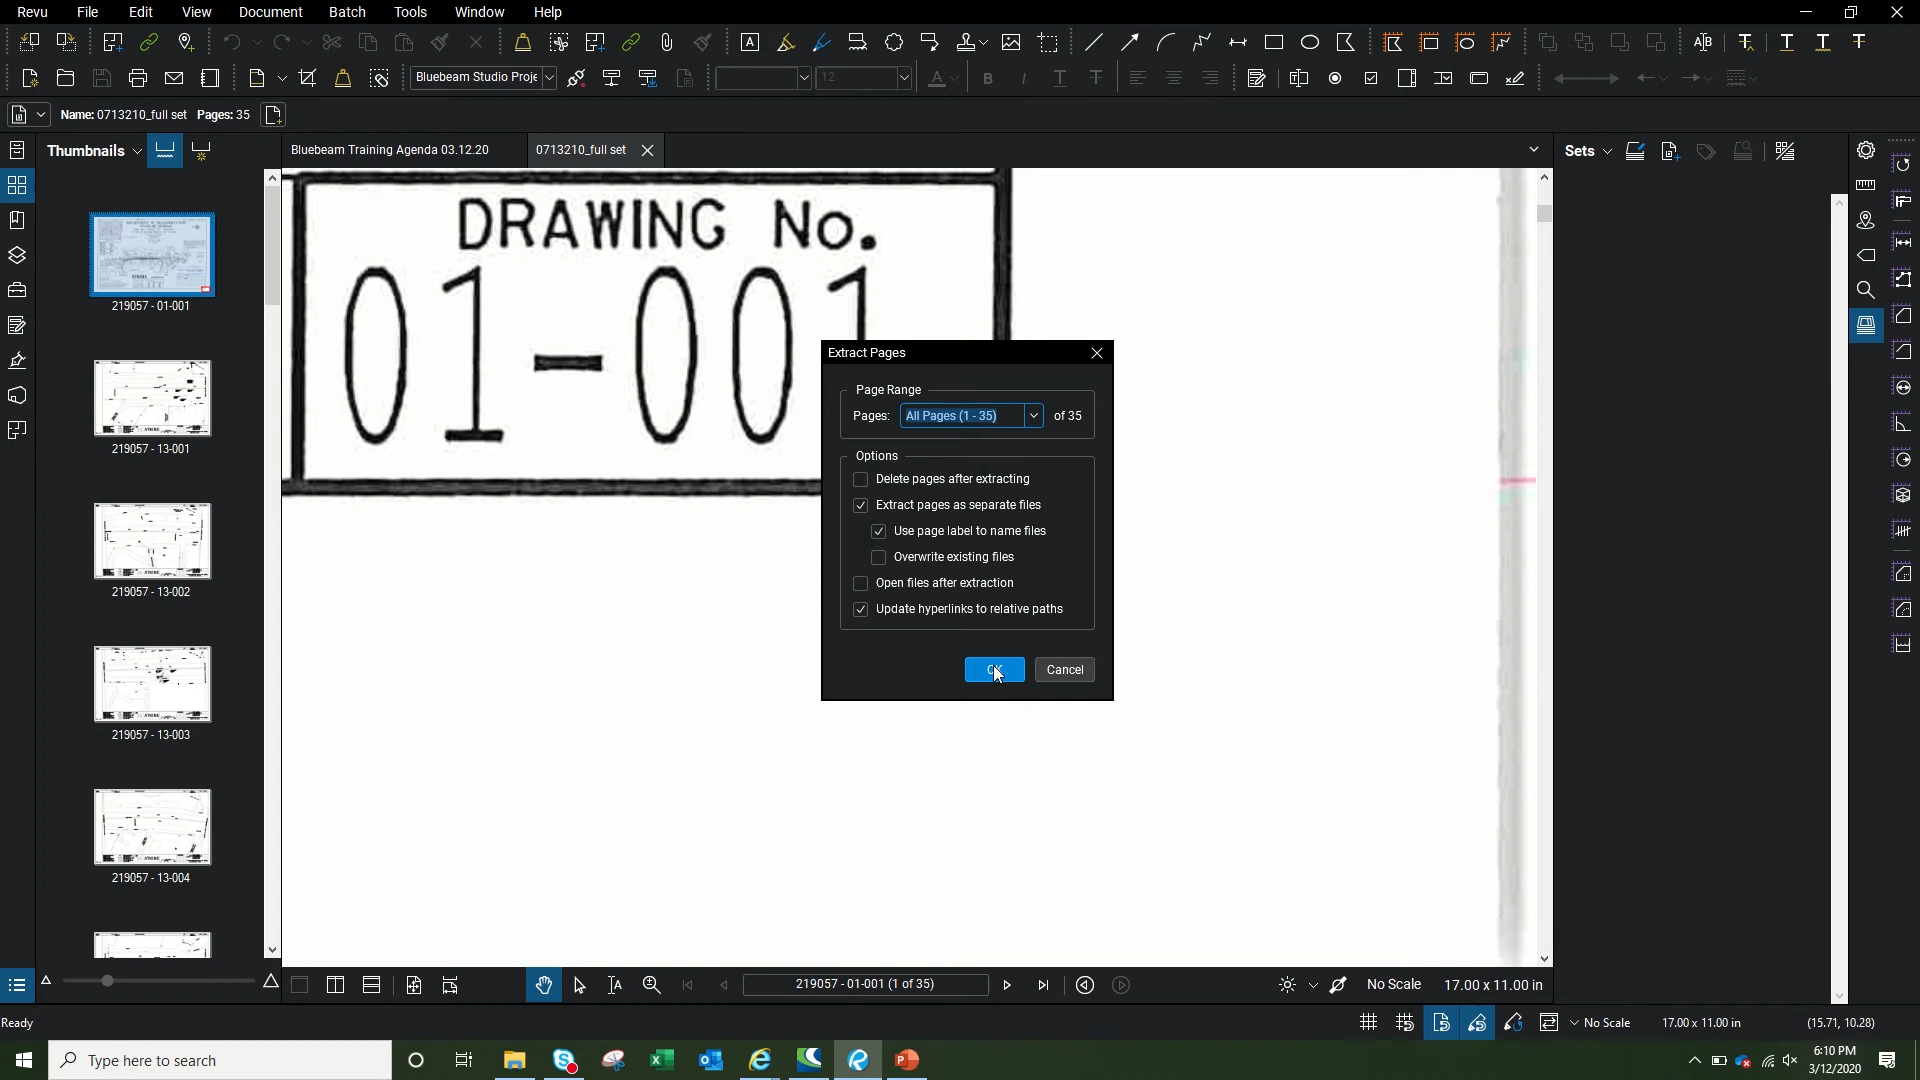 Revu File Edit View Document Batch Tools Window Help
Bluebeam Studio Proje 12
Name: 0713210_full set Pages: 35
Thumbnails
Bluebeam Training Agenda 03.12.20
0713210_full set
Sets
219057 - 01-001
219057 - 13-001
219057 - 13-002
219057 - 13-003
219057 - 13-004
DRAWING No.
01-001
Extract Pages
Page Range
Pages: All Pages (1 - 35) of 35
Options
Delete pages after extracting
Extract pages as separate files
Use page label to name files
Overwrite existing files
Open files after extraction
Update hyperlinks to relative paths
OK Cancel
219057 - 01-001 (1 of 35)
No Scale 17.00 x 11.00 in
Ready
No Scale 17.00 x 11.00 in (15.71, 10.28)
Type here to search
6:10 PM
3/12/2020